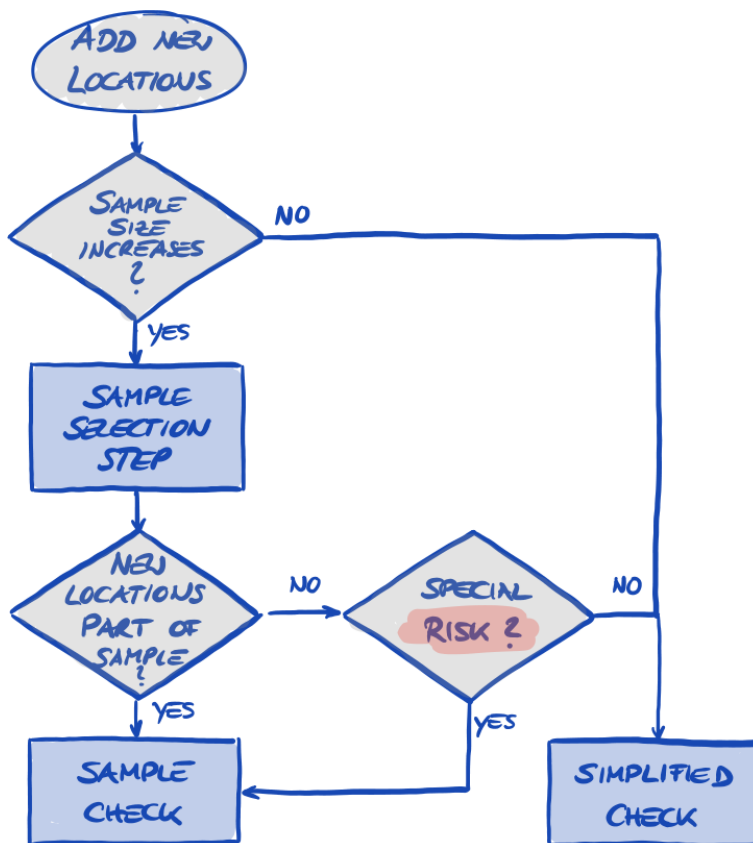 ADD NEW
LOCATIONS
SAMPLE
SIZE
INCREASES
?
NO
YES
SAMPLE
SELECTION
STEP
NEW
LOCATIONS
PART OF
SAMPLE
?
NO
SPECIAL
RISK ?
NO
YES
YES
SAMPLE
CHECK
SIMPLIFIED
CHECK